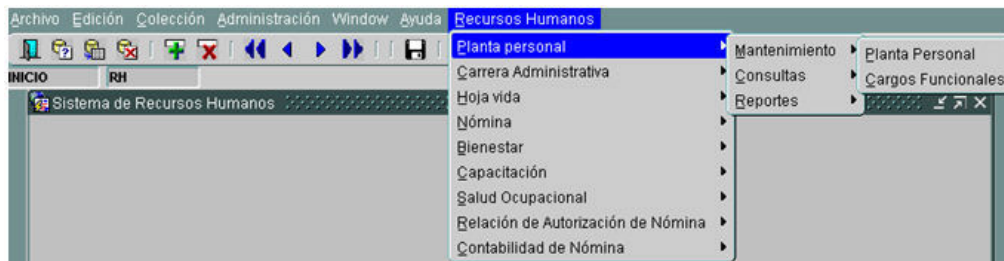 Archivo Edición Colección Administración Window Ayuda Recursos Humanos
INICIO RH
Sistema de Recursos Humanos
Planta personal
Carrera Administrativa
Hoja vida
Nómina
Bienestar
Capacitación
Salud Ocupacional
Relación de Autorización de Nómina
Contabilidad de Nómina
Mantenimiento
Consultas
Reportes
Planta Personal
Cargos Funcionales